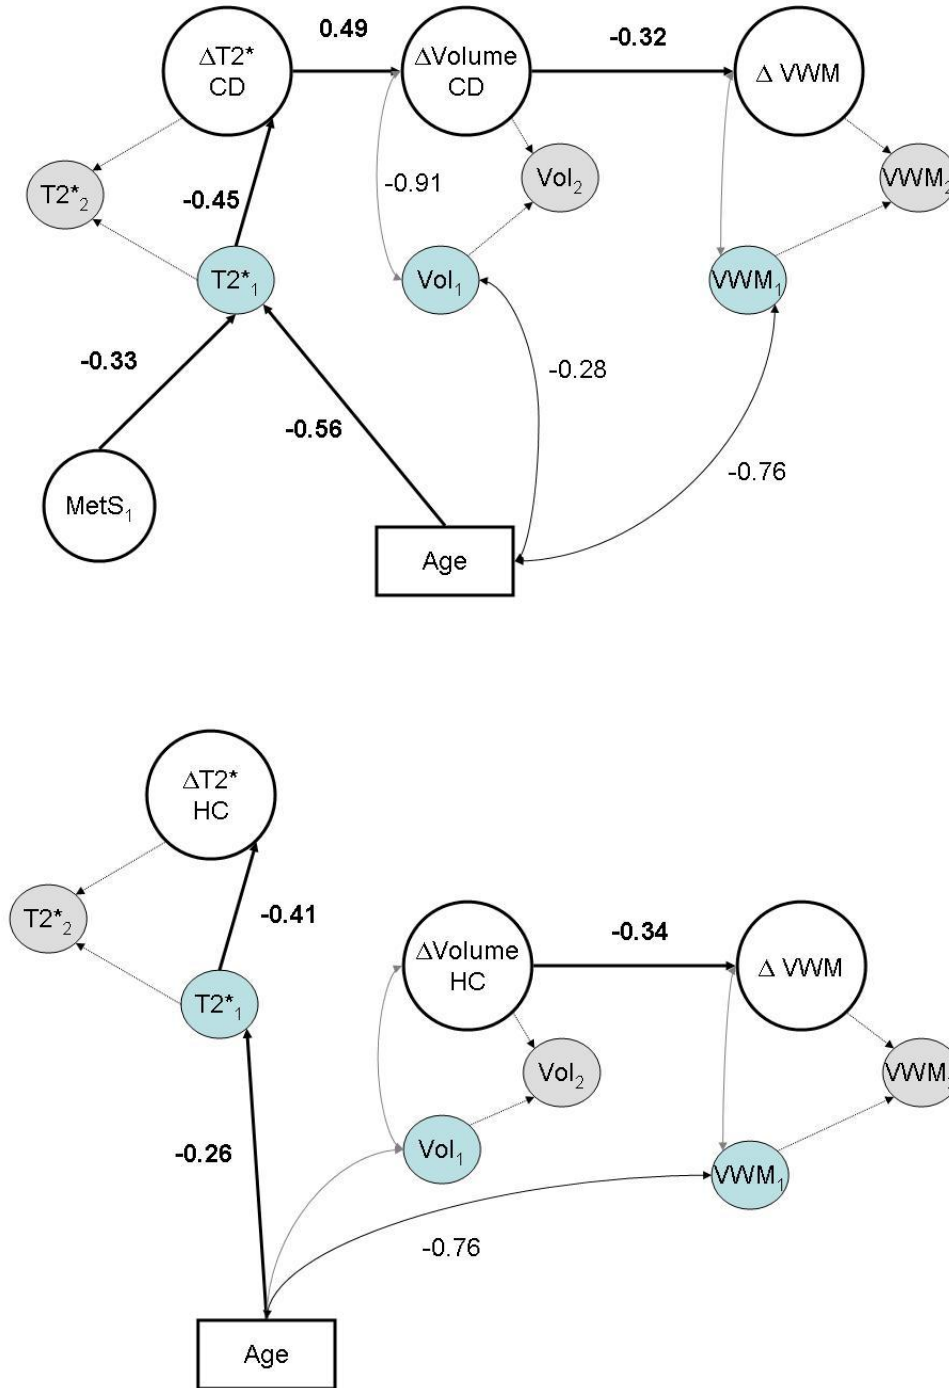 0.49
-0.32
ΔT2*
CD
ΔVolume
CD
Δ VWM
T2*₂
-0.45
-0.91
Vol₂
VWM₂
T2*₁
Vol₁
VWM₁
-0.33
-0.28
-0.56
-0.76
MetS₁
Age
ΔT2*
HC
T2*₂
-0.41
-0.34
ΔVolume
HC
Δ VWM
T2*₁
Vol₂
VWM
-0.26
Vol₁
VWM₁
-0.76
Age